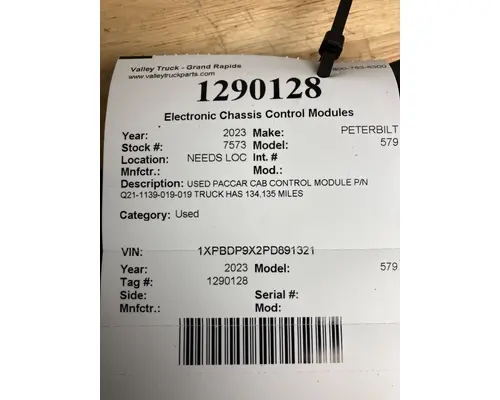 Valley Truck - Grand Rapids
www.valleytruckparts.com
1290128
Electronic Chassis Control Modules
Year: 2023 Make: PETERBILT
Stock #: 7573 Model: 579
Location: NEEDS LOC Int. #
Mnfctr.: Mod.:
Description: USED PACCAR CAB CONTROL MODULE P/N
Q21-1139-019-019 TRUCK HAS 134,135 MILES
Category: Used
VIN: 1XPBDP9X2PD891321
Year: 2023 Model: 579
Tag #: 1290128
Side: Serial #:
Mnfctr.: Mod: